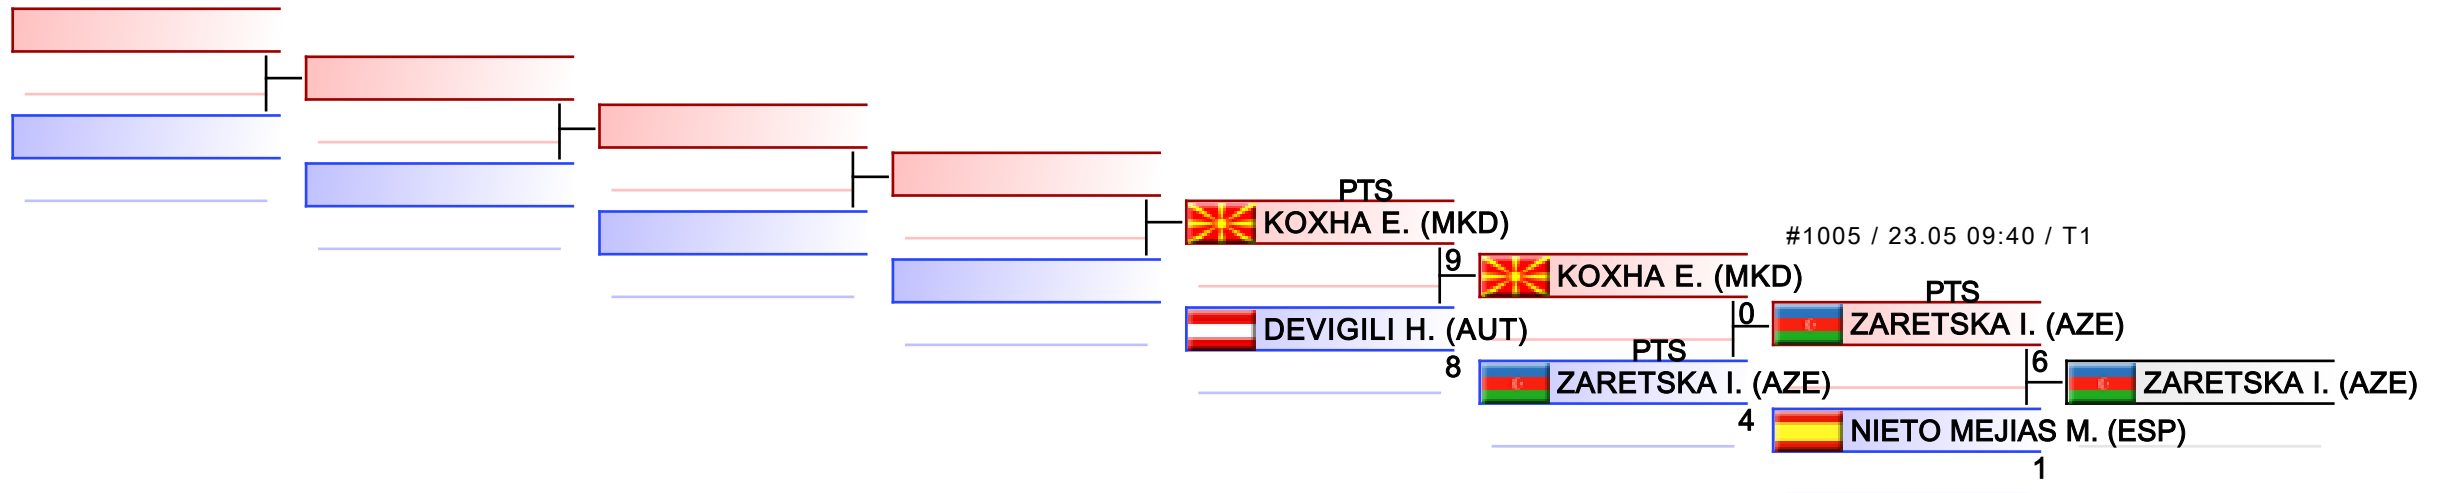 PTS
KOXHA E. (MKD)
9
DEVIGILI H. (AUT)
8
KOXHA E. (MKD)
0
PTS
ZARETSKA I. (AZE)
4
#1005 / 23.05 09:40 / T1
PTS
ZARETSKA I. (AZE)
6
NIETO MEJIAS M. (ESP)
1
ZARETSKA I. (AZE)